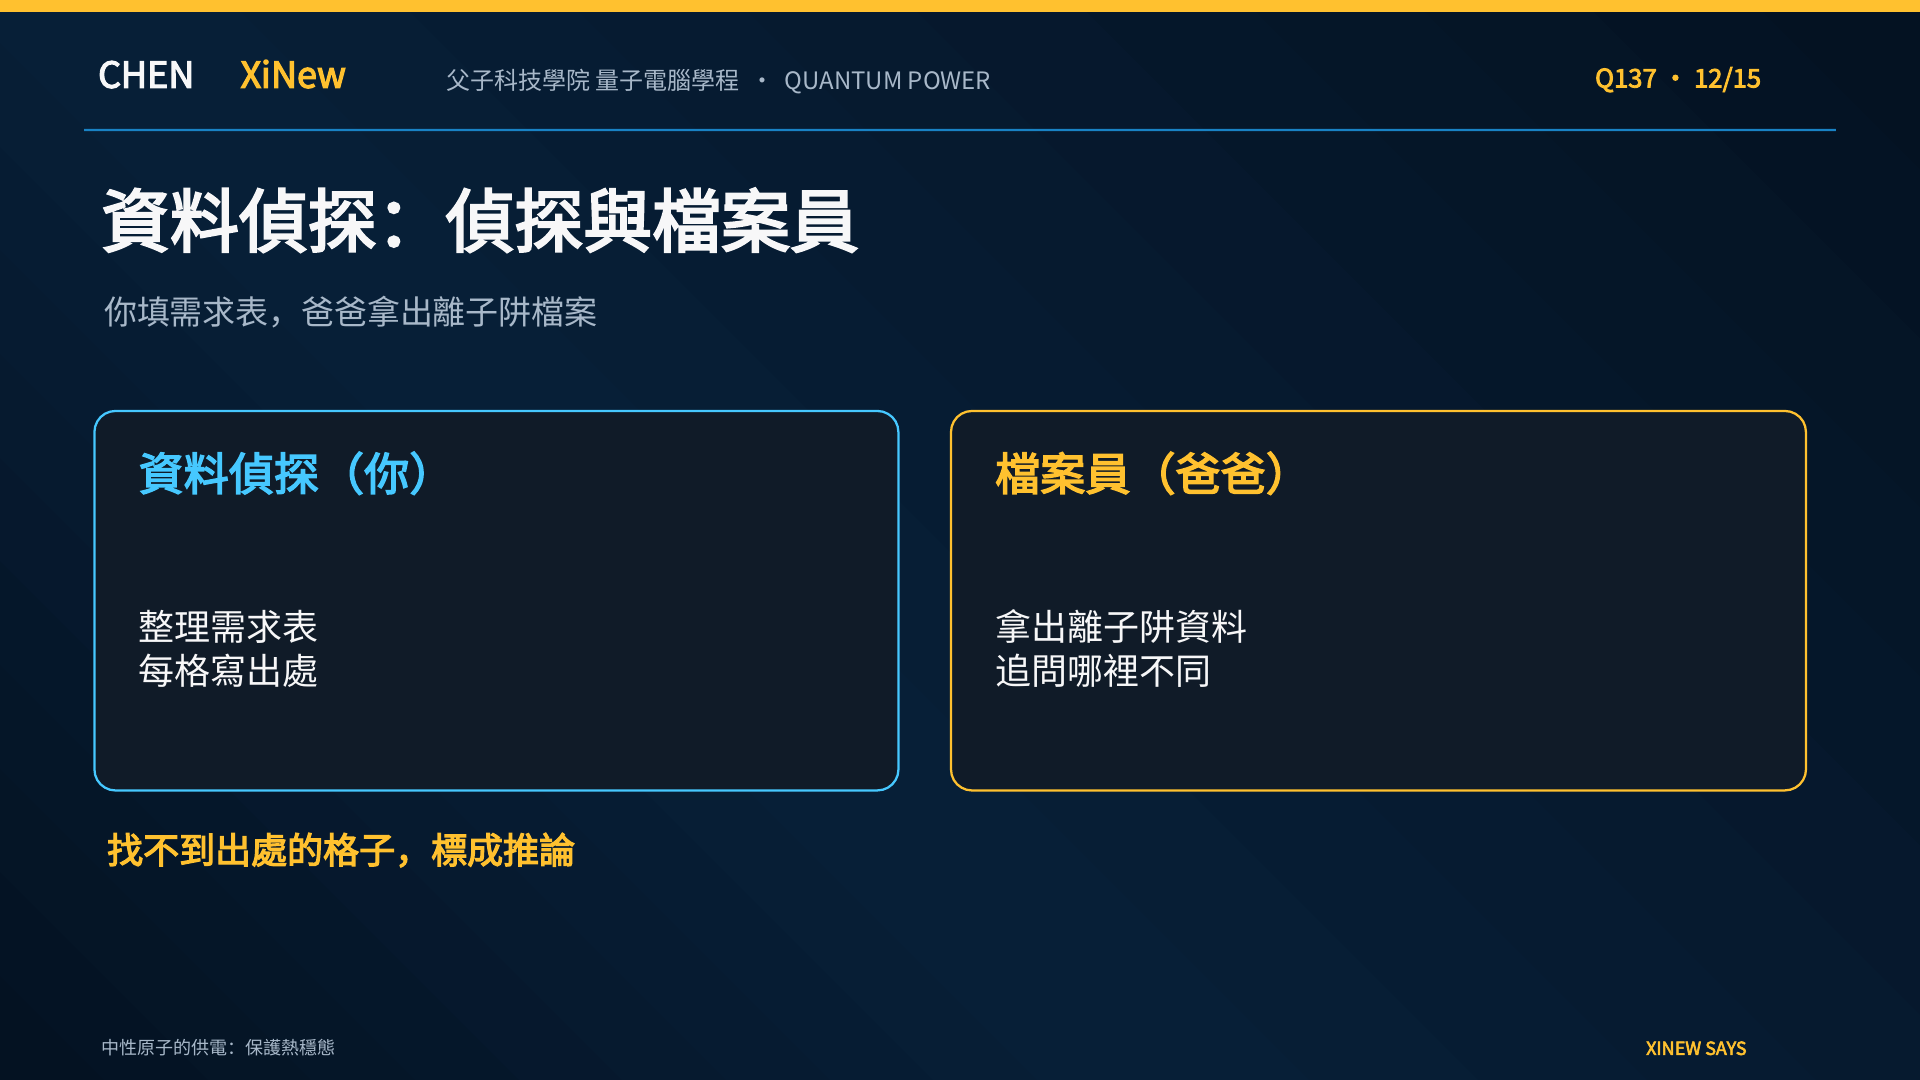 CHEN XiNew 父子科技學院 量子電腦學程 • QUANTUM POWER Q137 • 12/15
資料偵探：偵探與檔案員
你填需求表，爸爸拿出離子阱檔案
資料偵探（你）
整理需求表
每格寫出處
檔案員（爸爸）
拿出離子阱資料
追問哪裡不同
找不到出處的格子，標成推論
中性原子的供電：保護熱穩態
XINEW SAYS